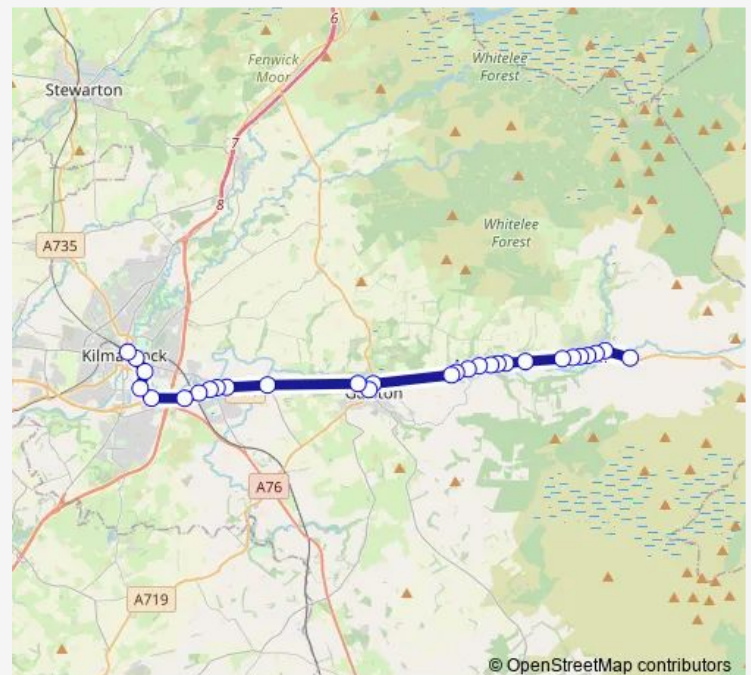 6
Fenwick
Moor
Whitelee
Forest
Stewarton
7
8
Whitelee
Forest
A735
A76
A719
© OpenStreetMap contributors